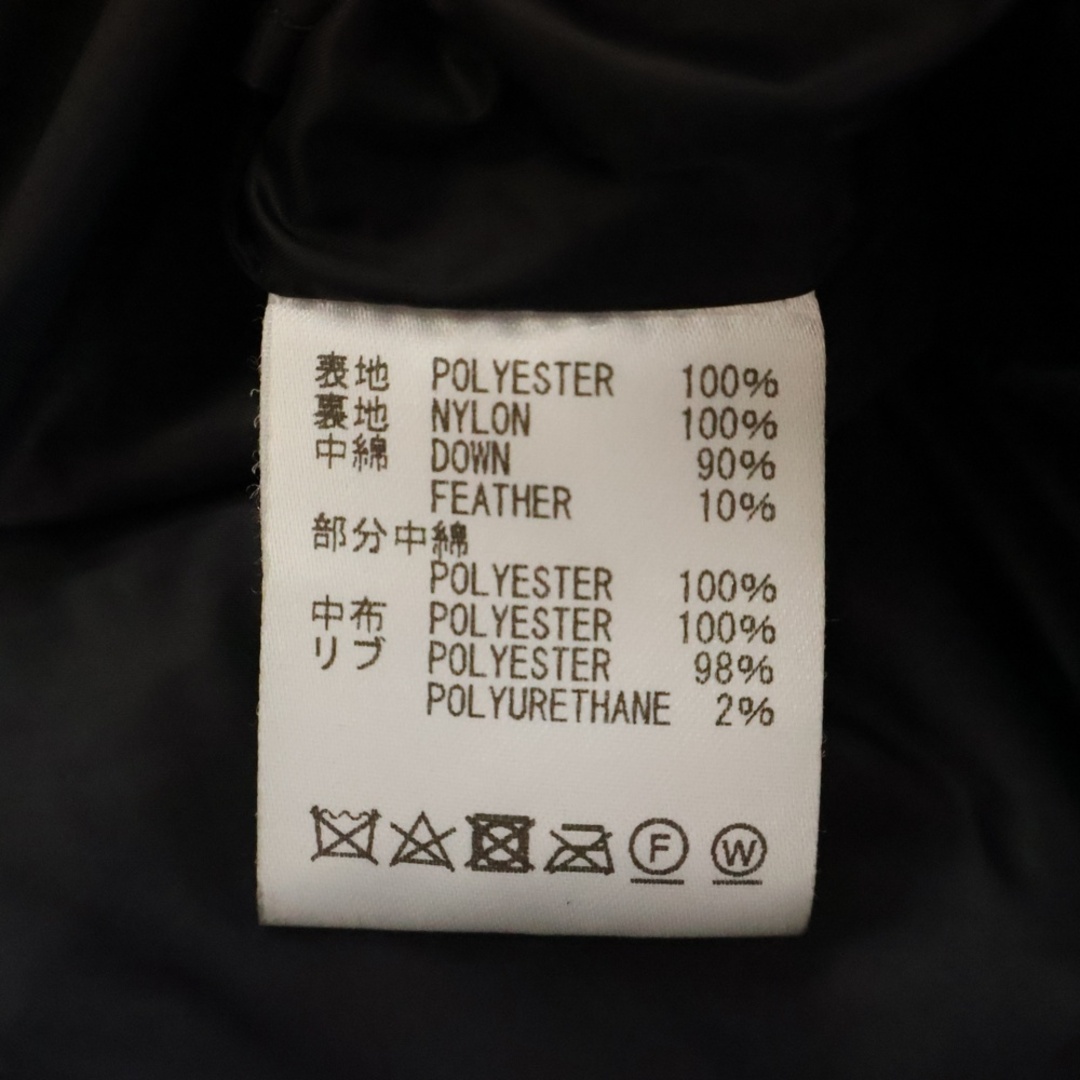 表地 POLYESTER 100%
裏地 NYLON 100%
中綿 DOWN 90%
FEATHER 10%
部分中綿
POLYESTER 100%
中布 POLYESTER 100%
リブ POLYESTER 98%
POLYURETHANE 2%
F W